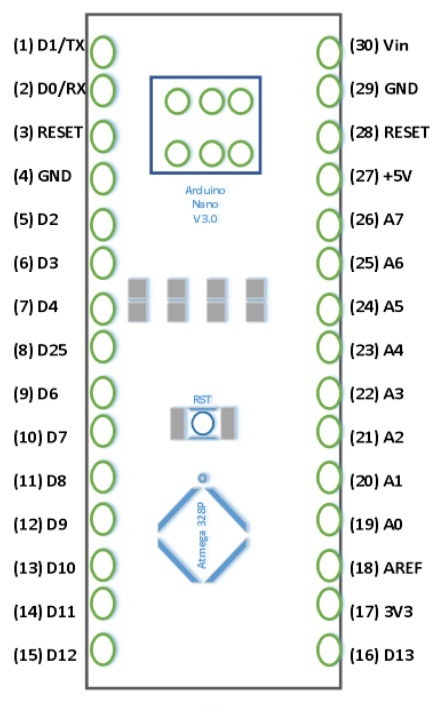 (1) D1/TX
(30) Vin
(2) D0/RX
(29) GND
(3) RESET
(28) RESET
(4) GND
(27) +5V
Arduino
Nano
V3.0
(5) D2
(26) A7
(6) D3
(25) A6
(7) D4
(24) A5
(8) D25
(23) A4
(9) D6
(22) A3
RST
(10) D7
(21) A2
(11) D8
(20) A1
(12) D9
(19) A0
Atmega 328P
(13) D10
(18) AREF
(14) D11
(17) 3V3
(15) D12
(16) D13